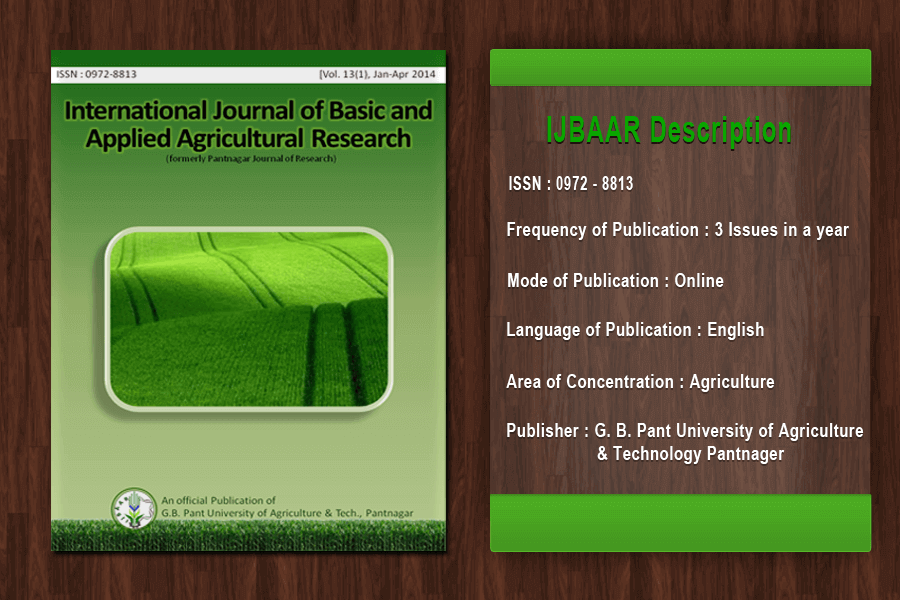 ISSN : 0972-8813
[Vol. 13(1), Jan-Apr 2014
International Journal of Basic and
Applied Agricultural Research
(formerly Pantnagar Journal of Research)
An official Publication of
G.B. Pant University of Agriculture & Tech., Pantnagar
IJBAAR Description
ISSN : 0972 - 8813
Frequency of Publication : 3 Issues in a year
Mode of Publication : Online
Language of Publication : English
Area of Concentration : Agriculture
Publisher : G. B. Pant University of Agriculture
& Technology Pantnager